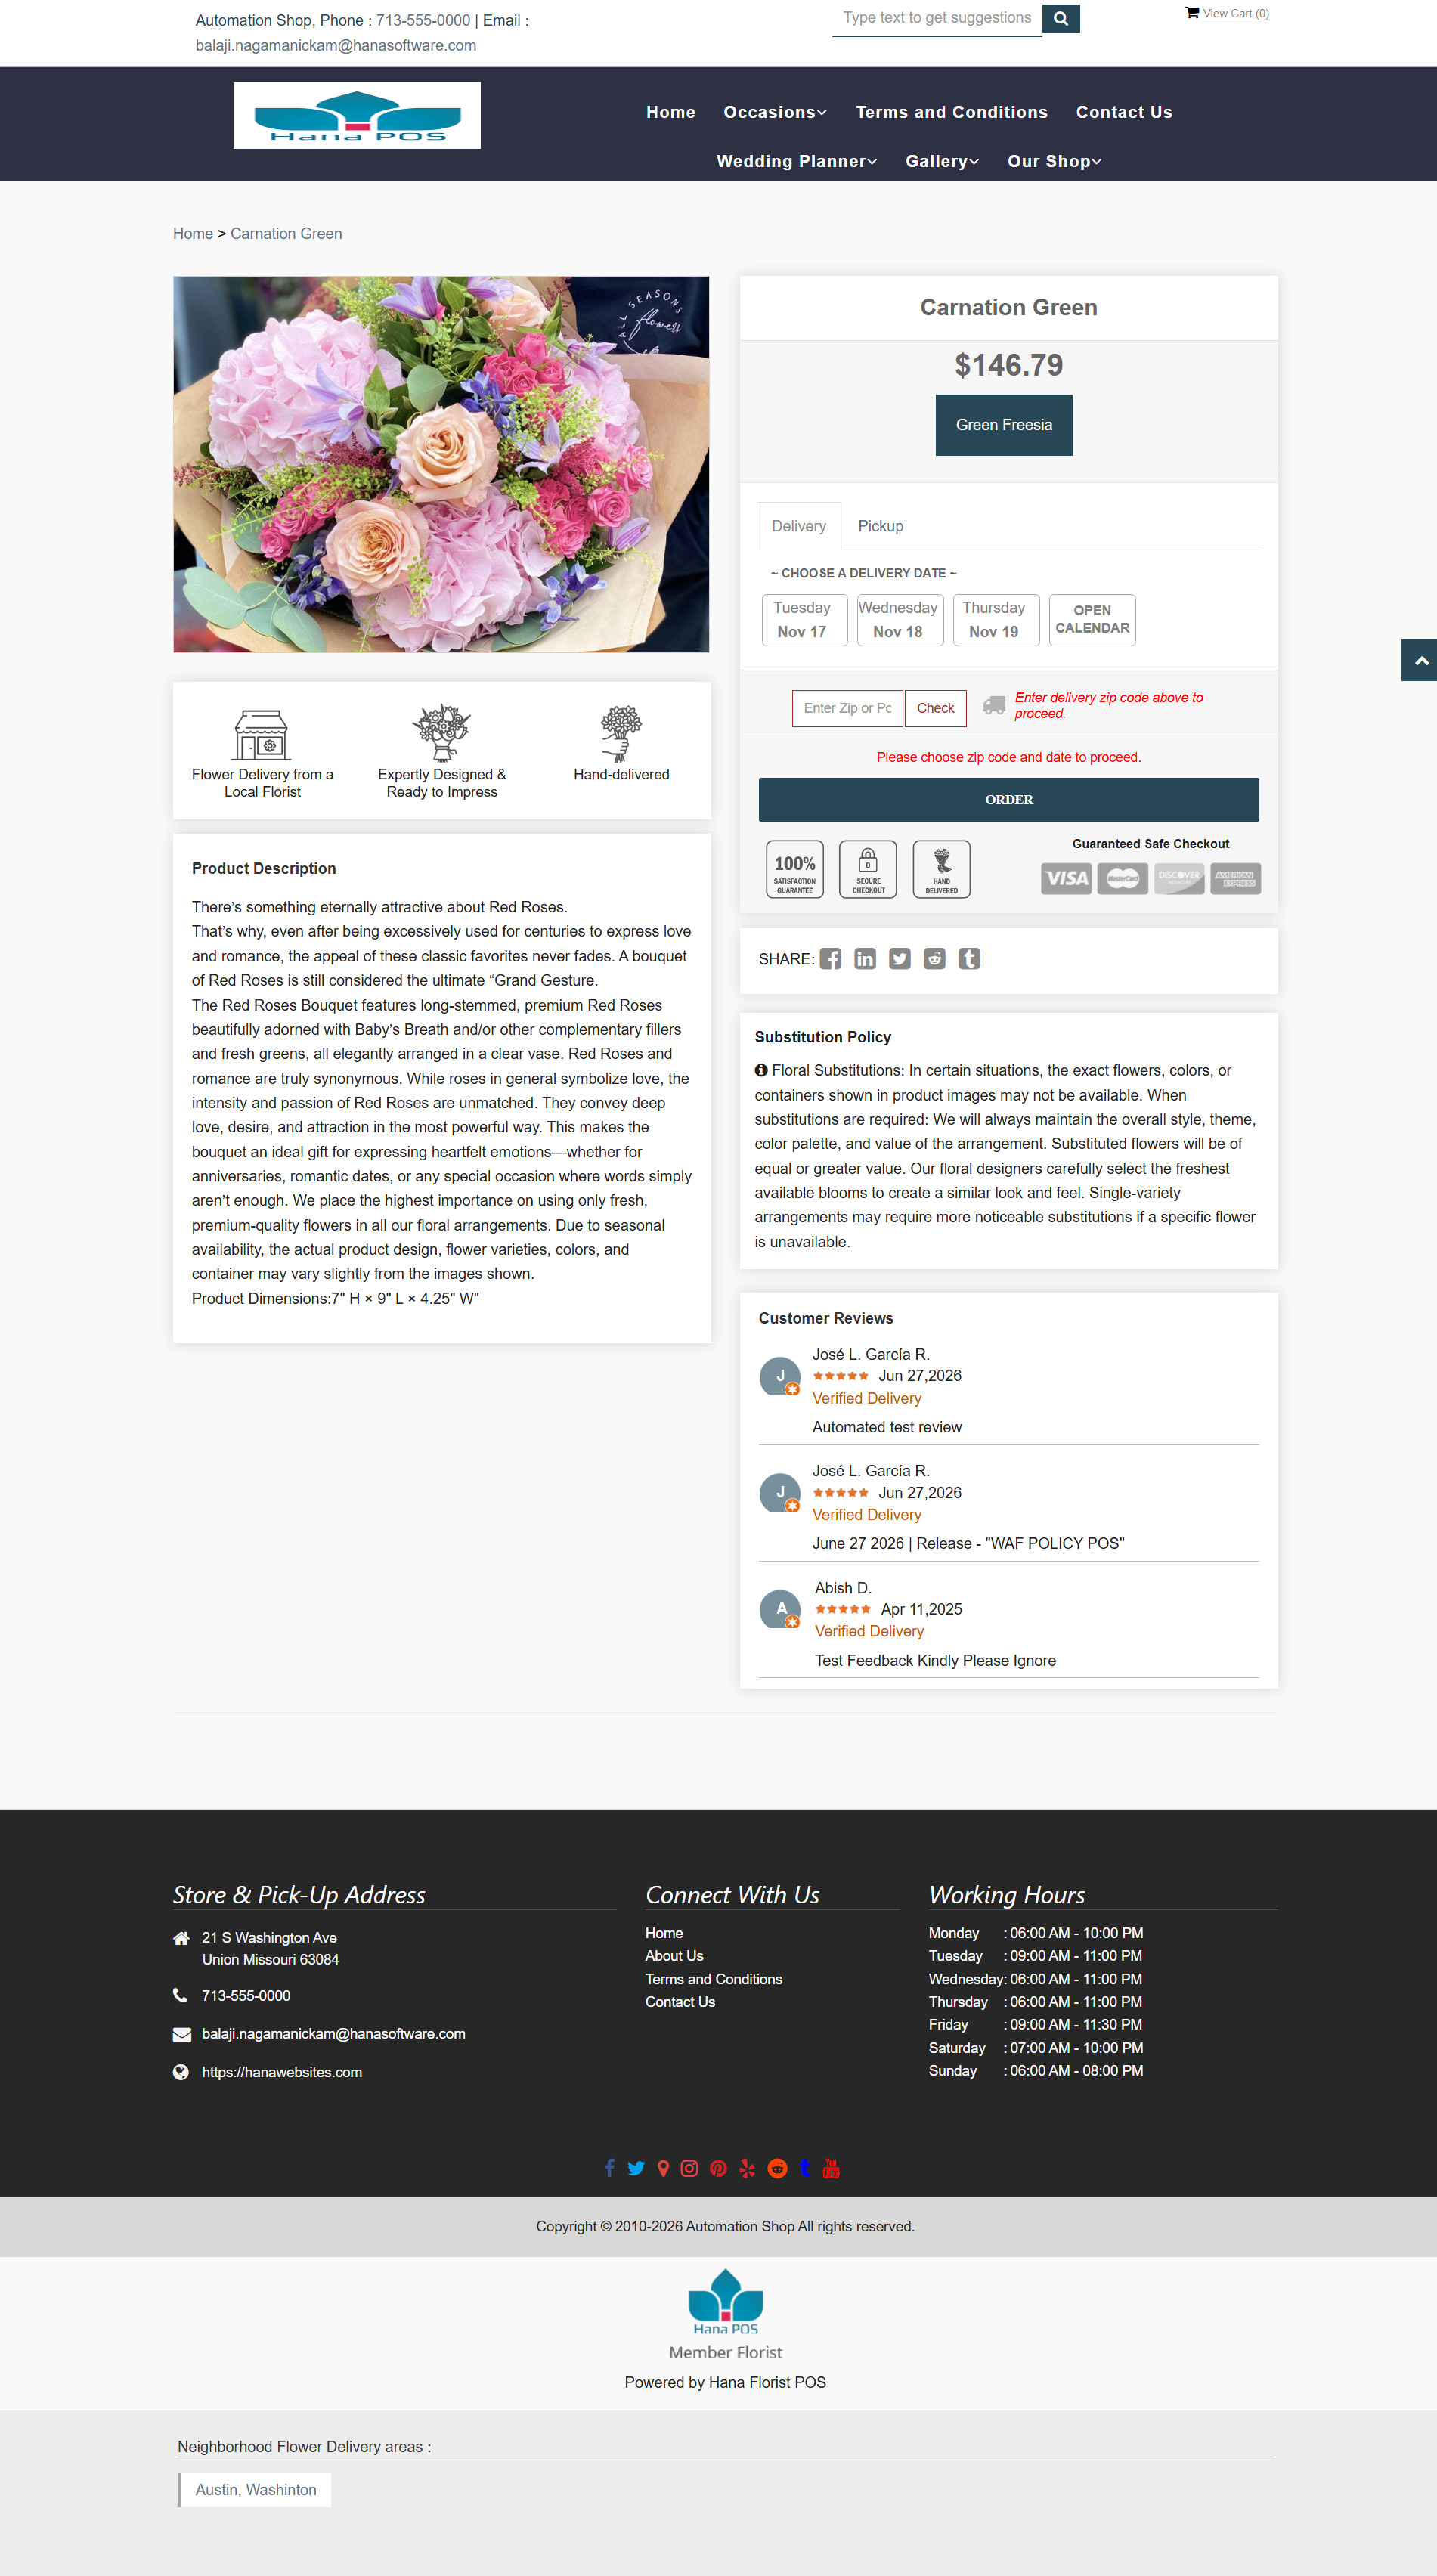 Automation Shop, Phone : 713-555-0000 | Email :
balaji.nagamanickam@hanasoftware.com
Type text to get suggestions
View Cart (0)
Hana POS
Home Occasions Terms and Conditions Contact Us
Wedding Planner Gallery Our Shop
Home > Carnation Green
ALL SEASONS
flowers
Carnation Green
$146.79
Green Freesia
Delivery Pickup
~ CHOOSE A DELIVERY DATE ~
Tuesday Wednesday Thursday OPEN
Nov 17 Nov 18 Nov 19 CALENDAR
Enter Zip or Pc Check Enter delivery zip code above to
proceed.
Please choose zip code and date to proceed.
ORDER
100%
SATISFACTION
GUARANTEE
SECURE
CHECKOUT
HAND
DELIVERED
Guaranteed Safe Checkout
VISA MasterCard DISCOVER NETWORK AMERICAN EXPRESS
Flower Delivery from a
Local Florist
Expertly Designed &
Ready to Impress
Hand-delivered
Product Description
There’s something eternally attractive about Red Roses.
That’s why, even after being excessively used for centuries to express love
and romance, the appeal of these classic favorites never fades. A bouquet
of Red Roses is still considered the ultimate “Grand Gesture.
The Red Roses Bouquet features long-stemmed, premium Red Roses
beautifully adorned with Baby’s Breath and/or other complementary fillers
and fresh greens, all elegantly arranged in a clear vase. Red Roses and
romance are truly synonymous. While roses in general symbolize love, the
intensity and passion of Red Roses are unmatched. They convey deep
love, desire, and attraction in the most powerful way. This makes the
bouquet an ideal gift for expressing heartfelt emotions—whether for
anniversaries, romantic dates, or any special occasion where words simply
aren’t enough. We place the highest importance on using only fresh,
premium-quality flowers in all our floral arrangements. Due to seasonal
availability, the actual product design, flower varieties, colors, and
container may vary slightly from the images shown.
Product Dimensions:7" H × 9" L × 4.25" W"
SHARE:
Substitution Policy
Floral Substitutions: In certain situations, the exact flowers, colors, or
containers shown in product images may not be available. When
substitutions are required: We will always maintain the overall style, theme,
color palette, and value of the arrangement. Substituted flowers will be of
equal or greater value. Our floral designers carefully select the freshest
available blooms to create a similar look and feel. Single-variety
arrangements may require more noticeable substitutions if a specific flower
is unavailable.
Customer Reviews
J
José L. García R.
Jun 27,2026
Verified Delivery
Automated test review
J
José L. García R.
Jun 27,2026
Verified Delivery
June 27 2026 | Release - "WAF POLICY POS"
A
Abish D.
Apr 11,2025
Verified Delivery
Test Feedback Kindly Please Ignore
Store & Pick-Up Address
21 S Washington Ave
Union Missouri 63084
713-555-0000
balaji.nagamanickam@hanasoftware.com
https://hanawebsites.com
Connect With Us
Home
About Us
Terms and Conditions
Contact Us
Working Hours
Monday : 06:00 AM - 10:00 PM
Tuesday : 09:00 AM - 11:00 PM
Wednesday: 06:00 AM - 11:00 PM
Thursday : 06:00 AM - 11:00 PM
Friday : 09:00 AM - 11:30 PM
Saturday : 07:00 AM - 10:00 PM
Sunday : 06:00 AM - 08:00 PM
Copyright © 2010-2026 Automation Shop All rights reserved.
Hana POS
Member Florist
Powered by Hana Florist POS
Neighborhood Flower Delivery areas :
Austin, Washinton